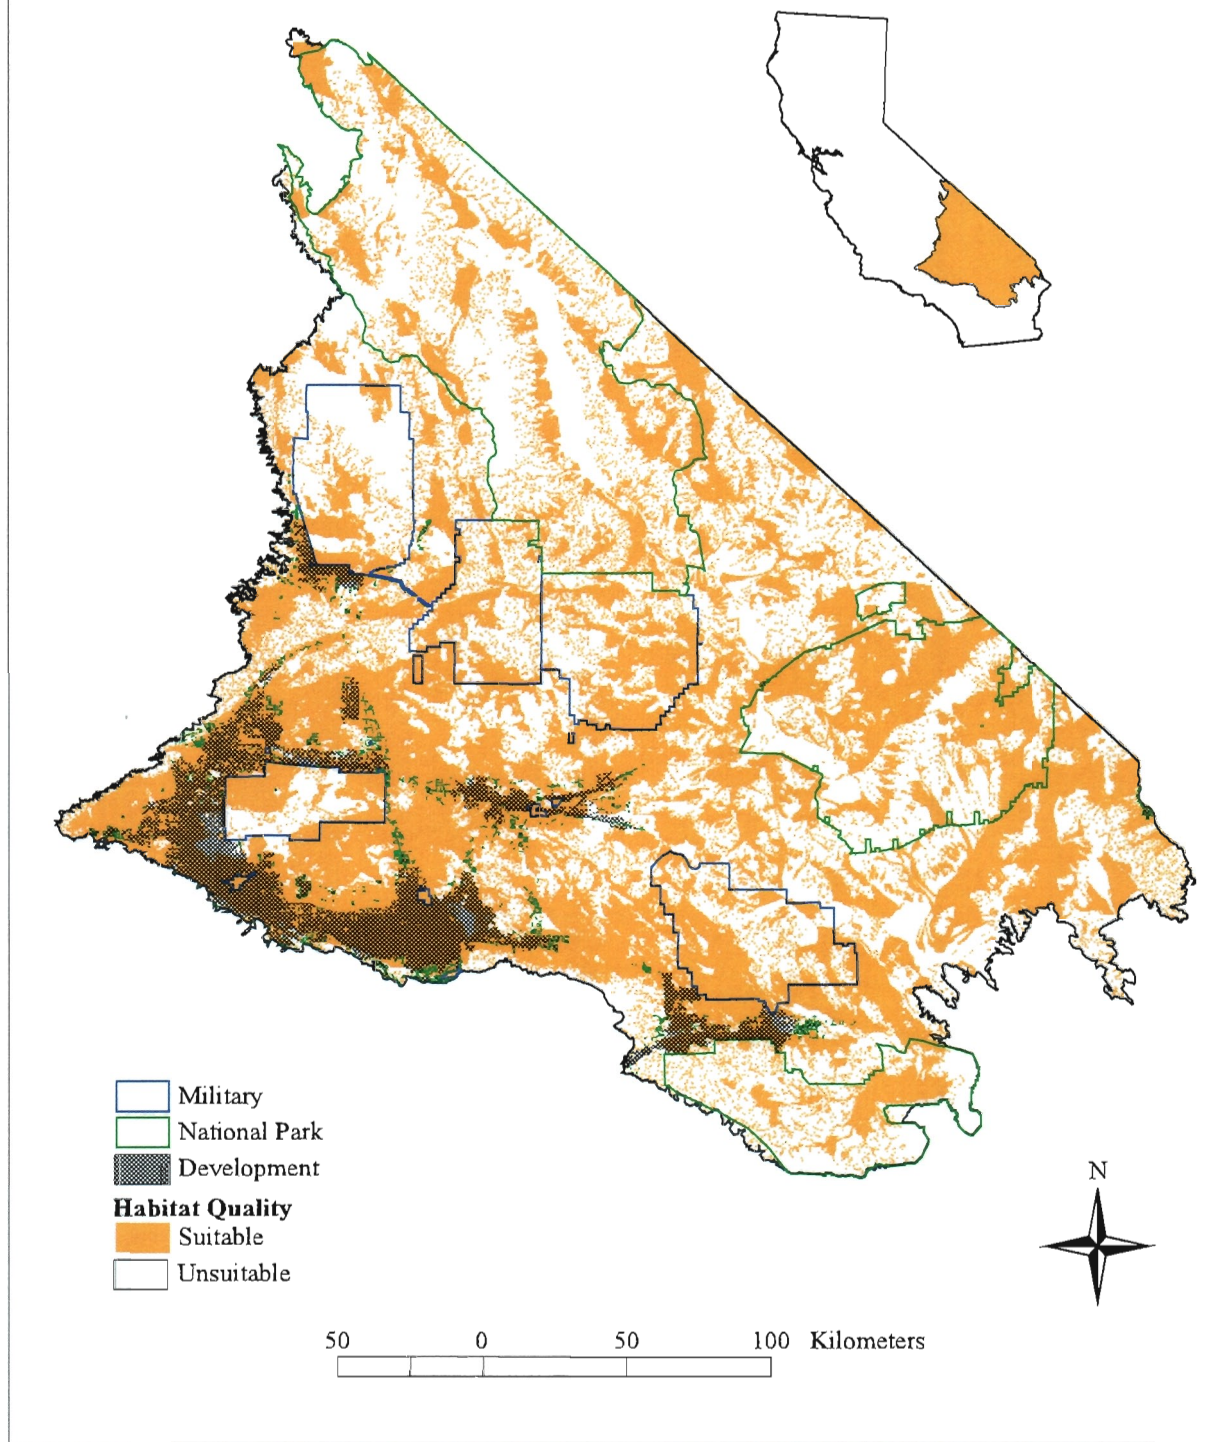 Military
National Park
Development
Habitat Quality
Suitable
Unsuitable
N
50 0 50 100 Kilometers